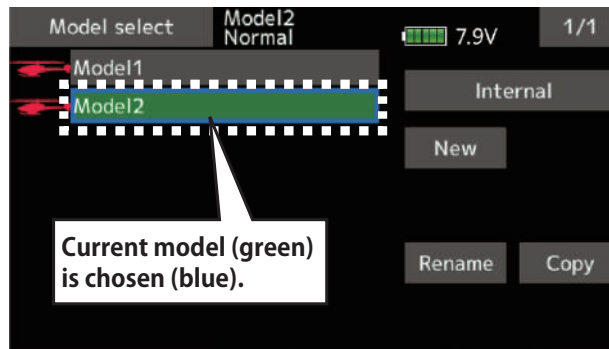 Model select
Model2
Normal
7.9V
1/1
Model1
Internal
Model2
New
Current model (green)
is chosen (blue).
Rename
Copy